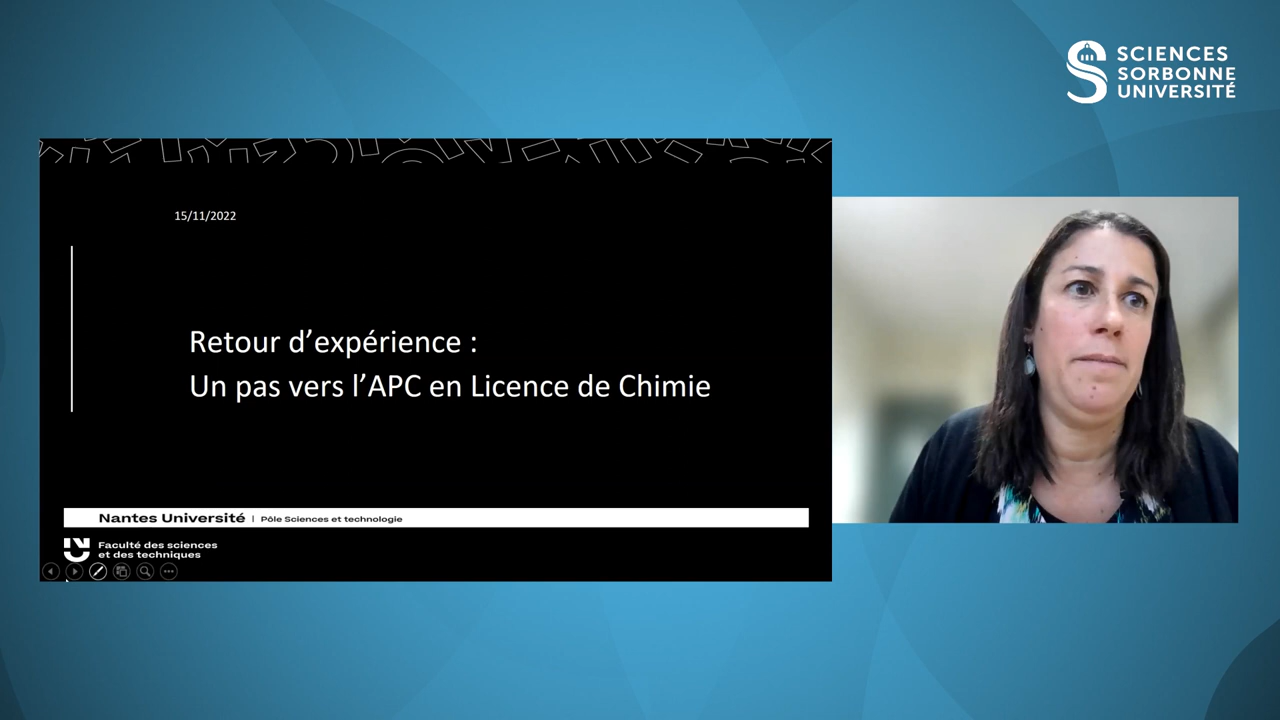 SCIENCES
SORBONNE
UNIVERSITÉ
15/11/2022
Retour d’expérience :
Un pas vers l’APC en Licence de Chimie
Nantes Université | Pôle Sciences et technologie
Faculté des sciences
et des techniques